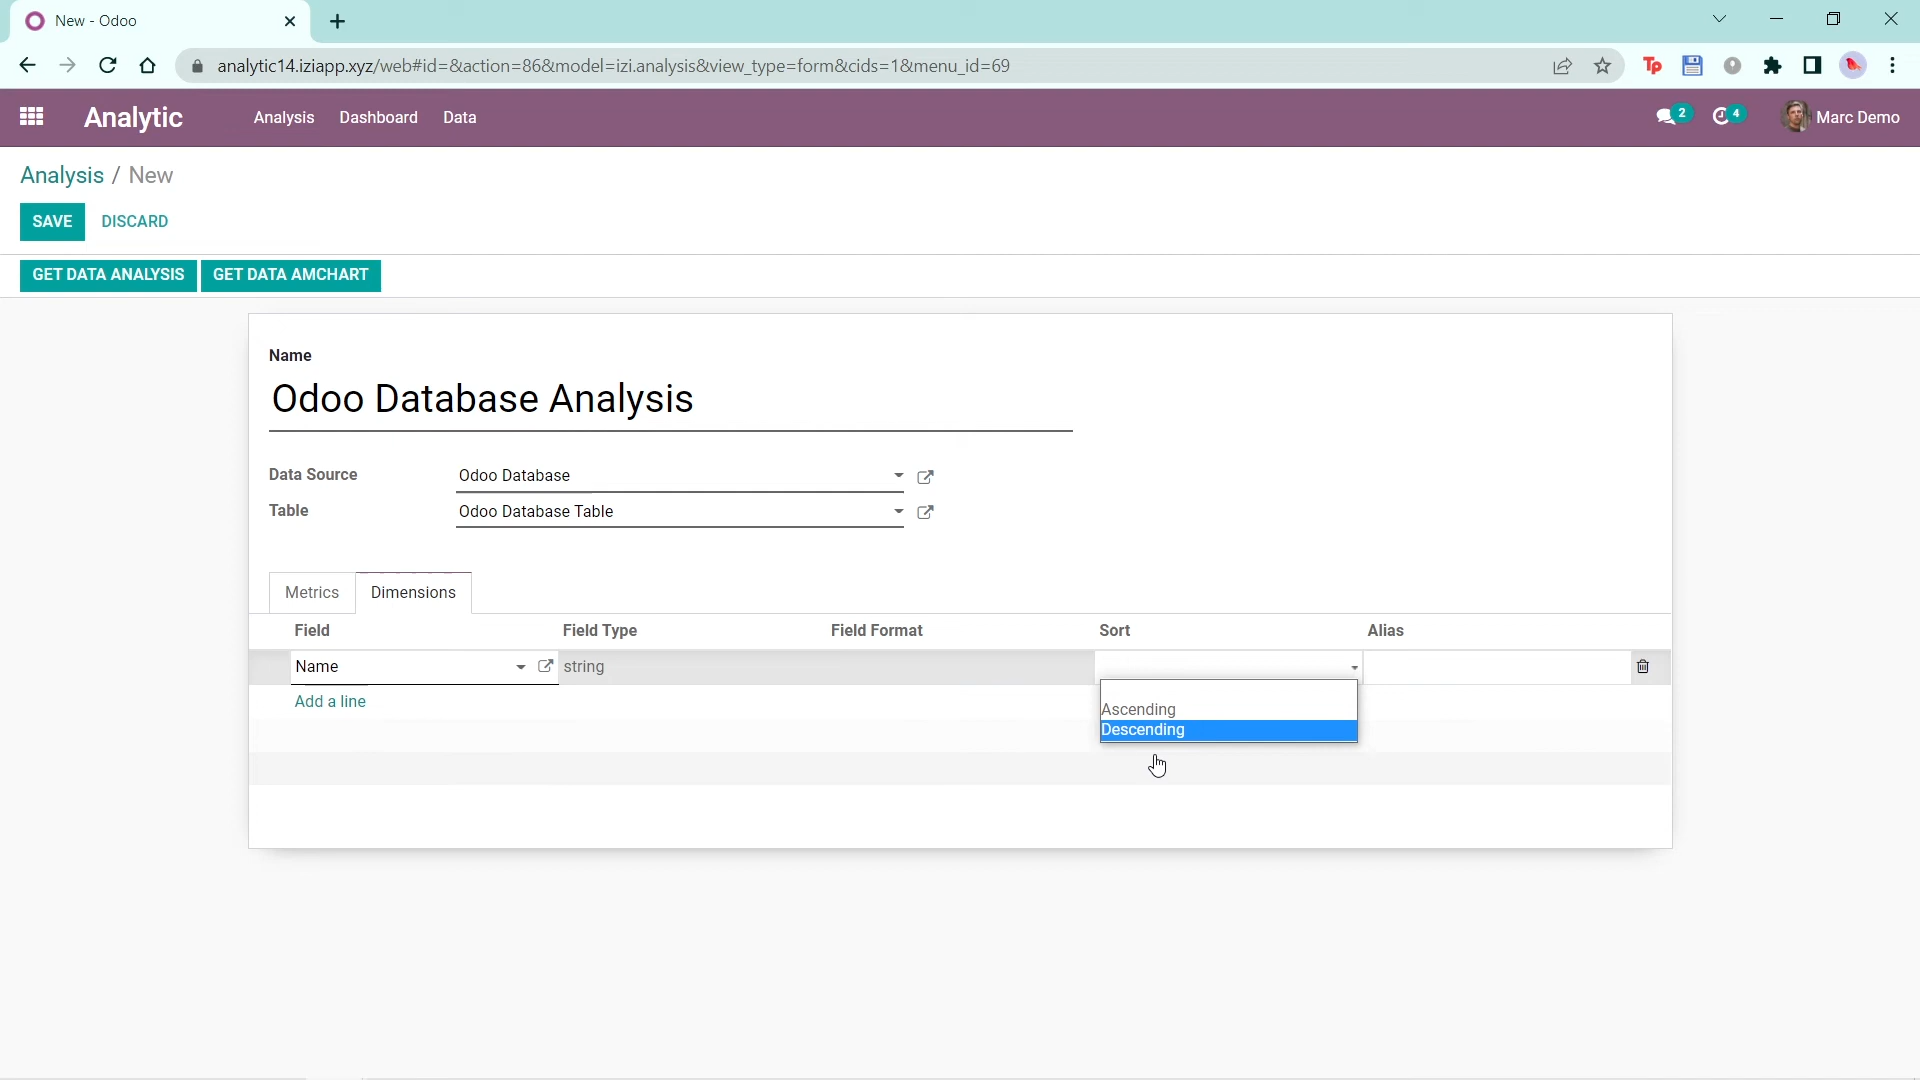 New - Odoo
analytic14.iziapp.xyz/web#id=&action=86&model=izi.analysis&view_type=form&cids=1&menu_id=69
Tp
Analytic Analysis Dashboard Data 2 4 Marc Demo
Analysis / New
SAVE DISCARD
GET DATA ANALYSIS GET DATA AMCHART
Name
Odoo Database Analysis
Data Source Odoo Database
Table Odoo Database Table
Metrics Dimensions
Field Field Type Field Format Sort Alias
Name string
Add a line
Ascending
Descending